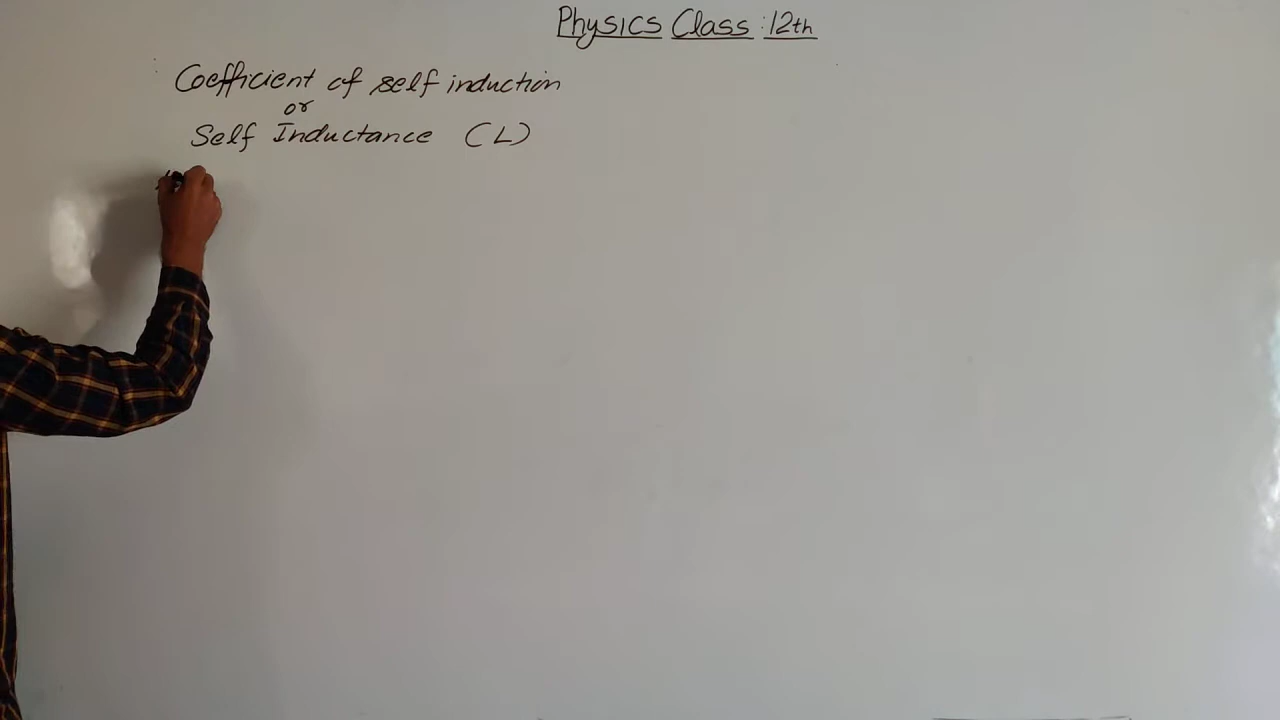 Physics Class : 12th
Coefficient of self induction
or
Self Inductance (L)